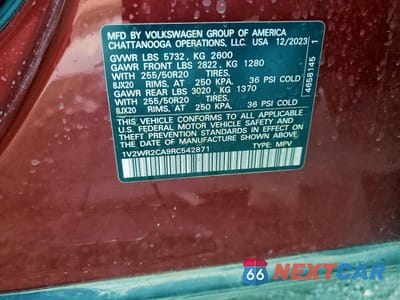 MFD BY VOLKSWAGEN GROUP OF AMERICA
CHATTANOOGA OPERATIONS, LLC. USA 12/2023
GVWR LBS 5732, KG 2600
GAWR FRONT LBS 2822, KG 1280
WITH 255/50R20 TIRES.
8JX20 RIMS, AT 250 KPA. 36 PSI COLD
GAWR REAR LBS 3020, KG 1370
WITH 255/50R20 TIRES.
8JX20 RIMS, AT 250 KPA. 36 PSI COLD
THIS VEHICLE CONFORMS TO ALL APPLICABLE
U.S. FEDERAL MOTOR VEHICLE SAFETY, BUMPER AND
THEFT PREVENTION STANDARDS IN EFFECT ON THE
DATE OF MANUFACTURE SHOWN ABOVE.
1V2WR2CA9RC542871 TYPE: MPV
4658145 1
66 NEXTCAR